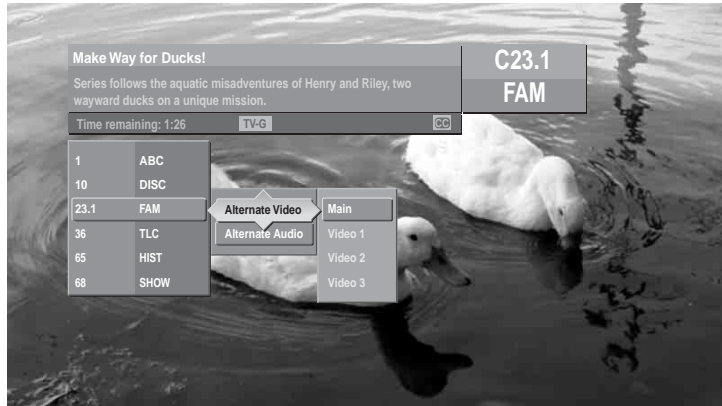 Make Way for Ducks!
C23.1
Series follows the aquatic misadventures of Henry and Riley, two
wayward ducks on a unique mission.
FAM
Time remaining: 1:26 TV-G CC
1 ABC
10 DISC
23.1 FAM Alternate Video Main
36 TLC Alternate Audio Video 1
65 HIST Video 2
68 SHOW Video 3